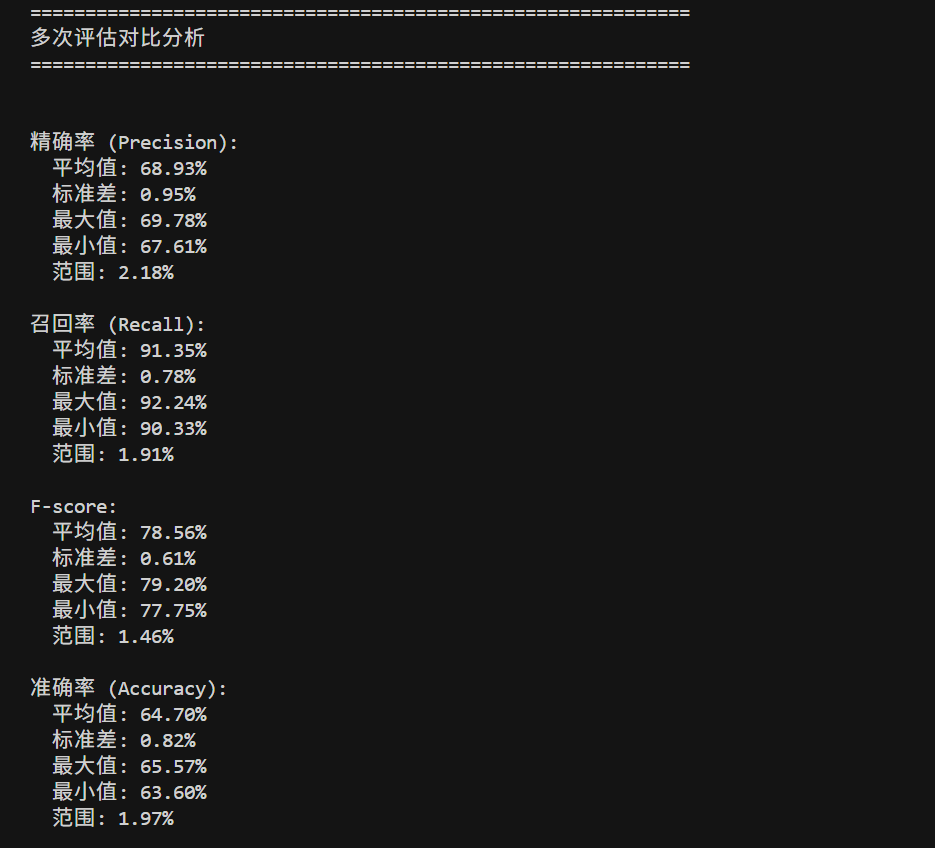 ============================================================
多次评估对比分析
============================================================
精确率 (Precision):
平均值: 68.93%
标准差: 0.95%
最大值: 69.78%
最小值: 67.61%
范围: 2.18%
召回率 (Recall):
平均值: 91.35%
标准差: 0.78%
最大值: 92.24%
最小值: 90.33%
范围: 1.91%
F-score:
平均值: 78.56%
标准差: 0.61%
最大值: 79.20%
最小值: 77.75%
范围: 1.46%
准确率 (Accuracy):
平均值: 64.70%
标准差: 0.82%
最大值: 65.57%
最小值: 63.60%
范围: 1.97%